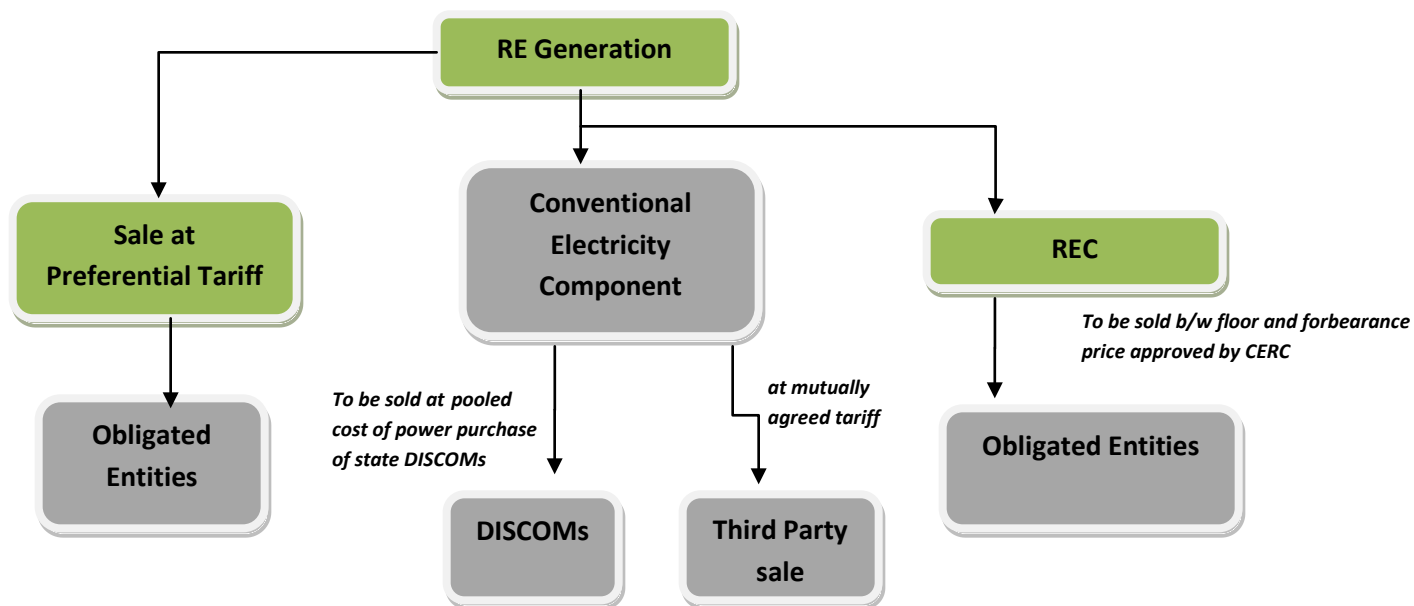 RE Generation
Sale at
Preferential Tariff
Conventional
Electricity
Component
REC
To be sold b/w floor and forbearance
price approved by CERC
To be sold at pooled
cost of power purchase
of state DISCOMs
at mutually
agreed tariff
Obligated
Entities
DISCOMs
Third Party
sale
Obligated Entities